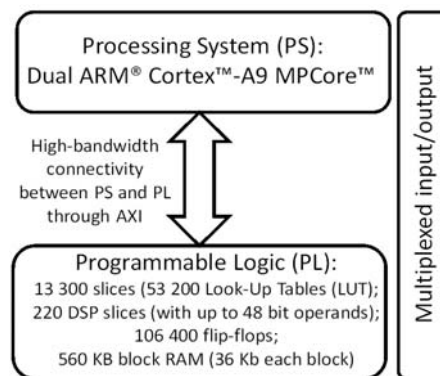 Processing System (PS):
Dual ARM® Cortex™-A9 MPCore™
High-bandwidth
connectivity
between PS and PL
through AXI
Programmable Logic (PL):
13 300 slices (53 200 Look-Up Tables (LUT);
220 DSP slices (with up to 48 bit operands);
106 400 flip-flops;
560 KB block RAM (36 Kb each block)
Multiplexed input/output